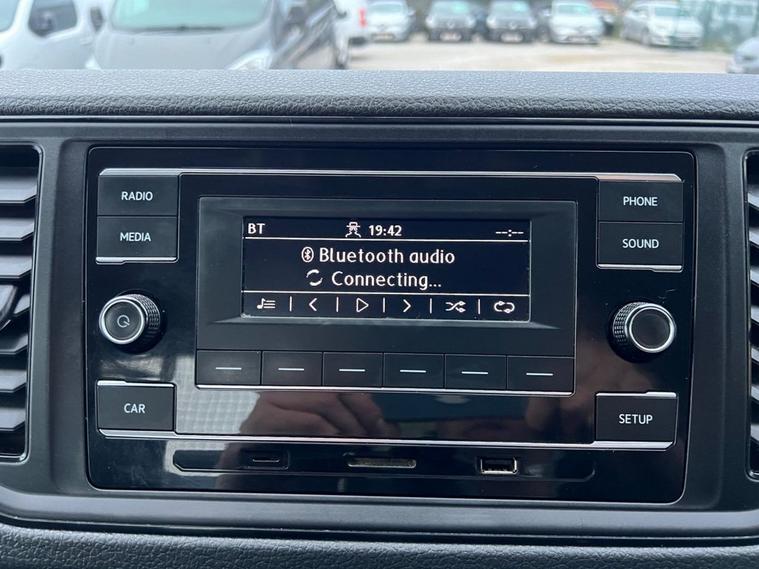 RADIO
MEDIA
BT 19:42 --:--
Bluetooth audio
Connecting...
PHONE
SOUND
CAR
SETUP